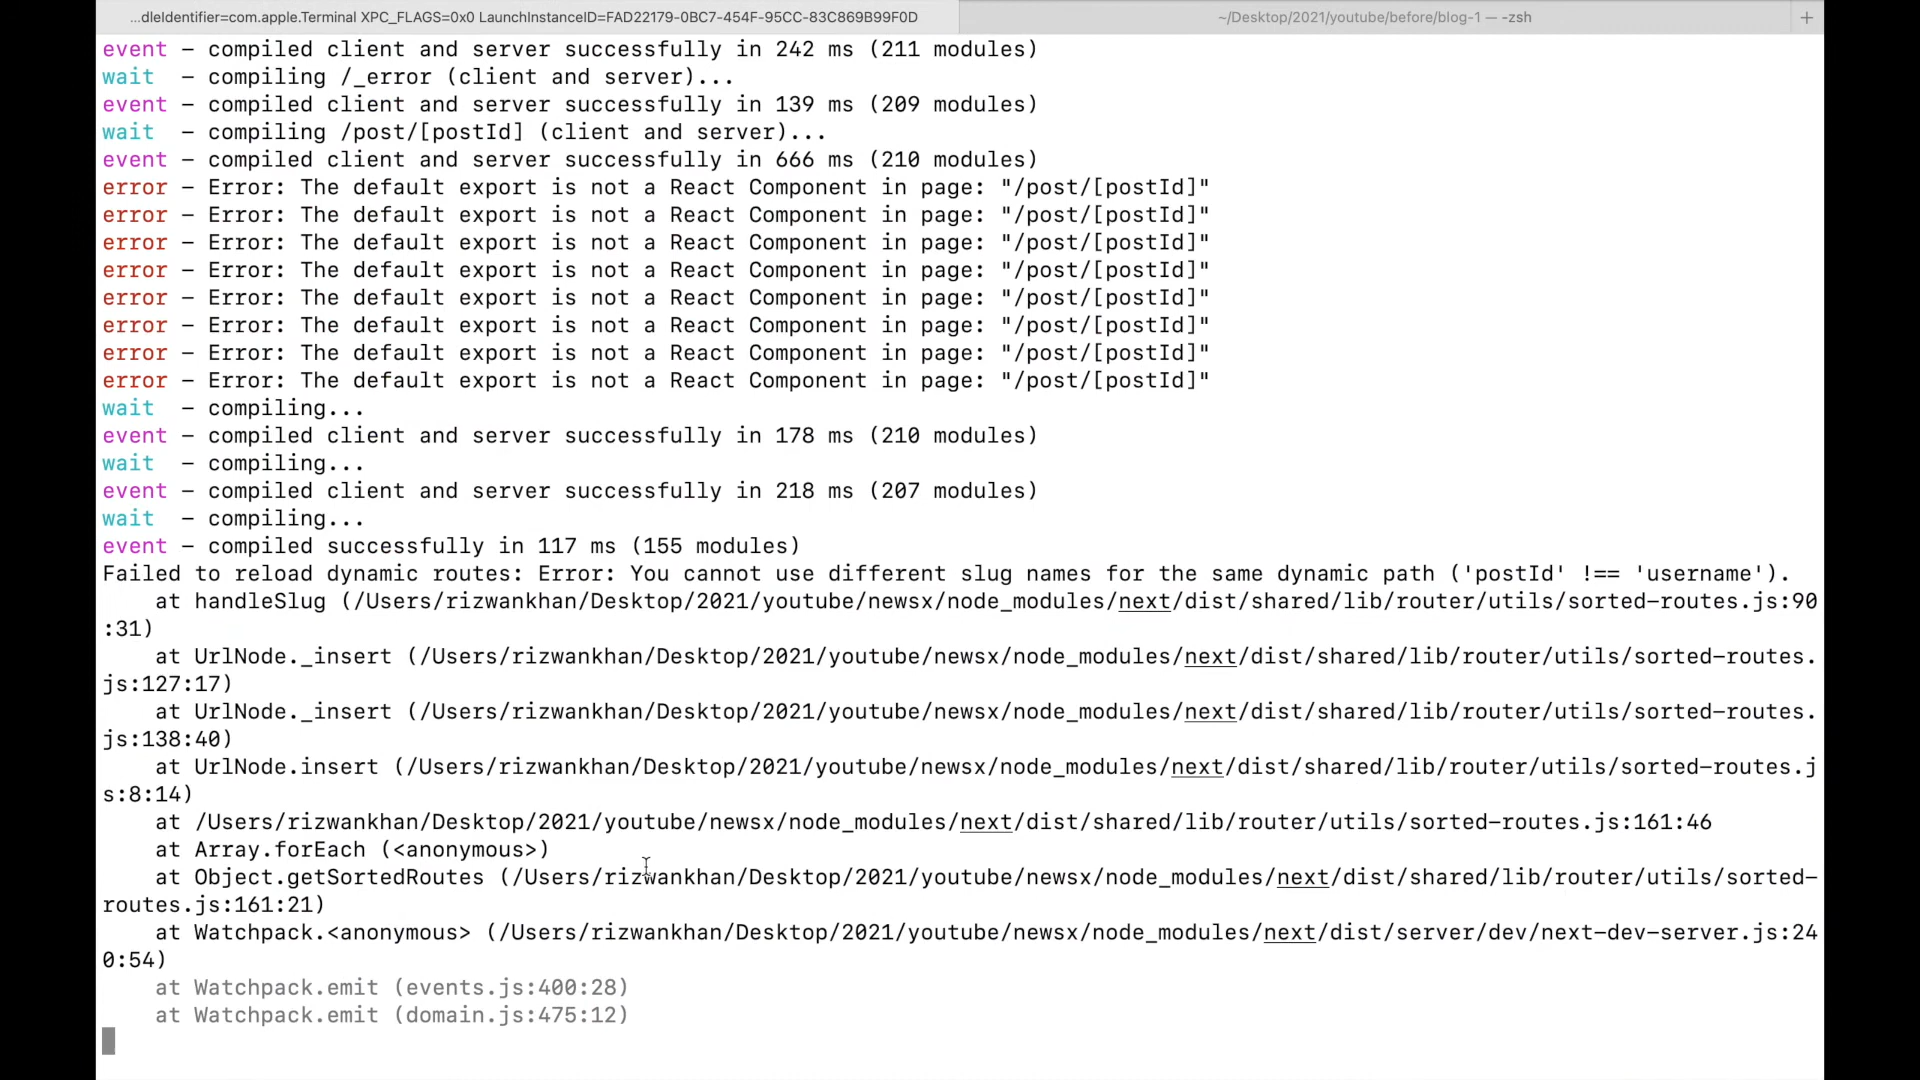 ...dleIdentifier=com.apple.Terminal XPC_FLAGS=0x0 LaunchInstanceID=FAD22179-0BC7-454F-95CC-83C869B99F0D
~/Desktop/2021/youtube/before/blog-1 — -zsh
+
event – compiled client and server successfully in 242 ms (211 modules)
wait  – compiling /_error (client and server)...
event – compiled client and server successfully in 139 ms (209 modules)
wait  – compiling /post/[postId] (client and server)...
event – compiled client and server successfully in 666 ms (210 modules)
error – Error: The default export is not a React Component in page: "/post/[postId]"
error – Error: The default export is not a React Component in page: "/post/[postId]"
error – Error: The default export is not a React Component in page: "/post/[postId]"
error – Error: The default export is not a React Component in page: "/post/[postId]"
error – Error: The default export is not a React Component in page: "/post/[postId]"
error – Error: The default export is not a React Component in page: "/post/[postId]"
error – Error: The default export is not a React Component in page: "/post/[postId]"
error – Error: The default export is not a React Component in page: "/post/[postId]"
wait  – compiling...
event – compiled client and server successfully in 178 ms (210 modules)
wait  – compiling...
event – compiled client and server successfully in 218 ms (207 modules)
wait  – compiling...
event – compiled successfully in 117 ms (155 modules)
Failed to reload dynamic routes: Error: You cannot use different slug names for the same dynamic path ('postId' !== 'username').
    at handleSlug (/Users/rizwankhan/Desktop/2021/youtube/newsx/node_modules/next/dist/shared/lib/router/utils/sorted-routes.js:90
:31)
    at UrlNode._insert (/Users/rizwankhan/Desktop/2021/youtube/newsx/node_modules/next/dist/shared/lib/router/utils/sorted-routes.
js:127:17)
    at UrlNode._insert (/Users/rizwankhan/Desktop/2021/youtube/newsx/node_modules/next/dist/shared/lib/router/utils/sorted-routes.
js:138:40)
    at UrlNode.insert (/Users/rizwankhan/Desktop/2021/youtube/newsx/node_modules/next/dist/shared/lib/router/utils/sorted-routes.j
s:8:14)
    at /Users/rizwankhan/Desktop/2021/youtube/newsx/node_modules/next/dist/shared/lib/router/utils/sorted-routes.js:161:46
    at Array.forEach (<anonymous>)
    at Object.getSortedRoutes (/Users/rizwankhan/Desktop/2021/youtube/newsx/node_modules/next/dist/shared/lib/router/utils/sorted-
routes.js:161:21)
    at Watchpack.<anonymous> (/Users/rizwankhan/Desktop/2021/youtube/newsx/node_modules/next/dist/server/dev/next-dev-server.js:24
0:54)
    at Watchpack.emit (events.js:400:28)
    at Watchpack.emit (domain.js:475:12)